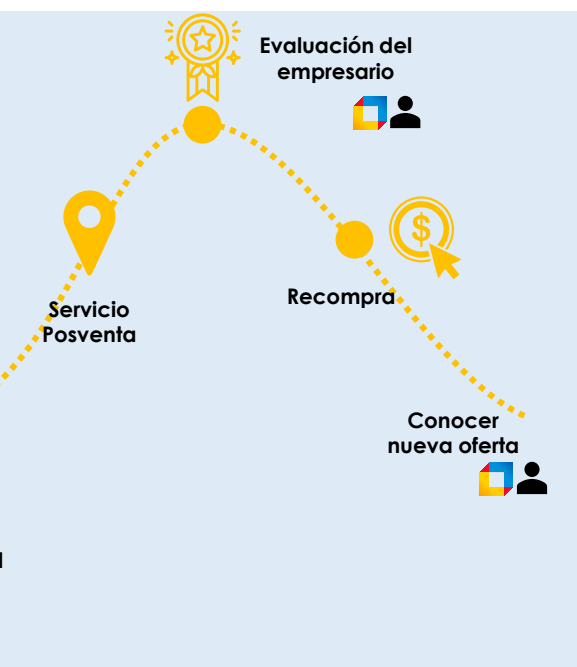 Evaluación del
empresario
$
Servicio
Posventa
Recompra
Conocer
nueva oferta